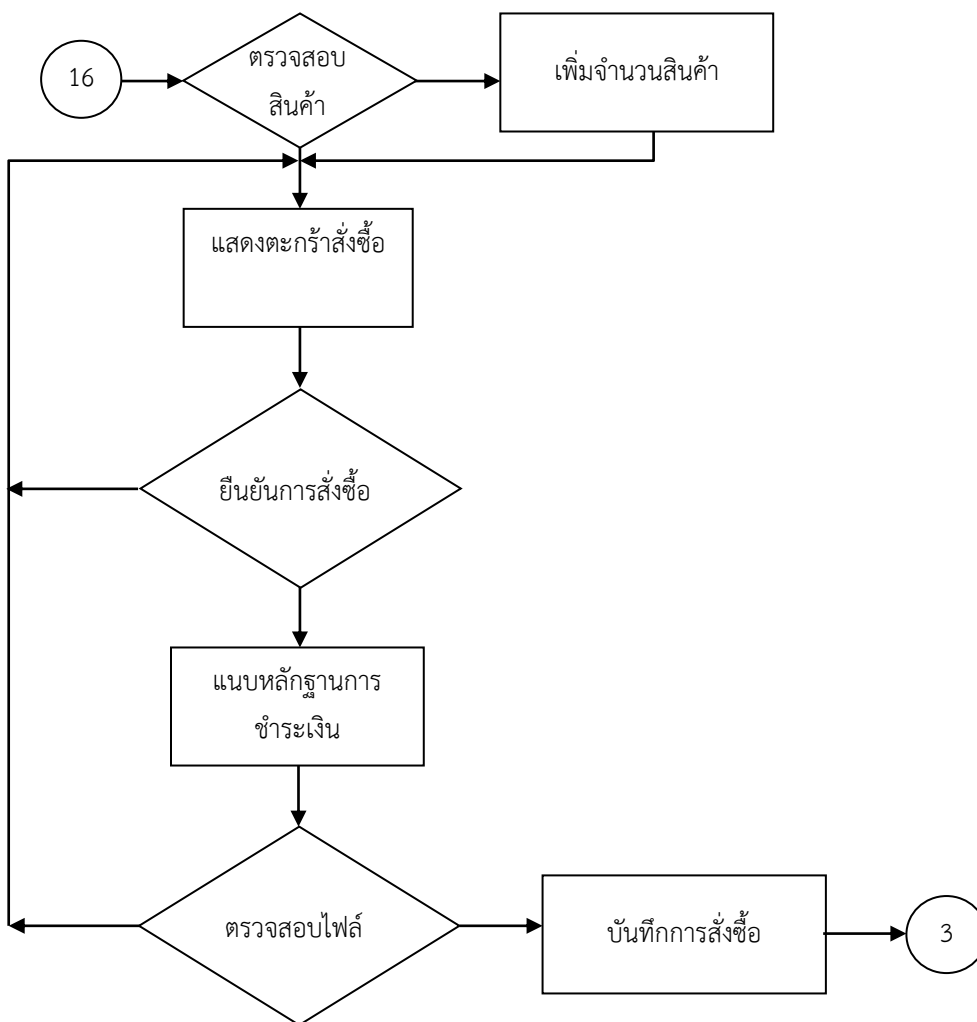 16
ตรวจสอบ
สินค้า
เพิ่มจำนวนสินค้า
แสดงตะกร้าสั่งซื้อ
ยืนยันการสั่งซื้อ
แนบหลักฐานการ
ชำระเงิน
ตรวจสอบไฟล์
บันทึกการสั่งซื้อ
3